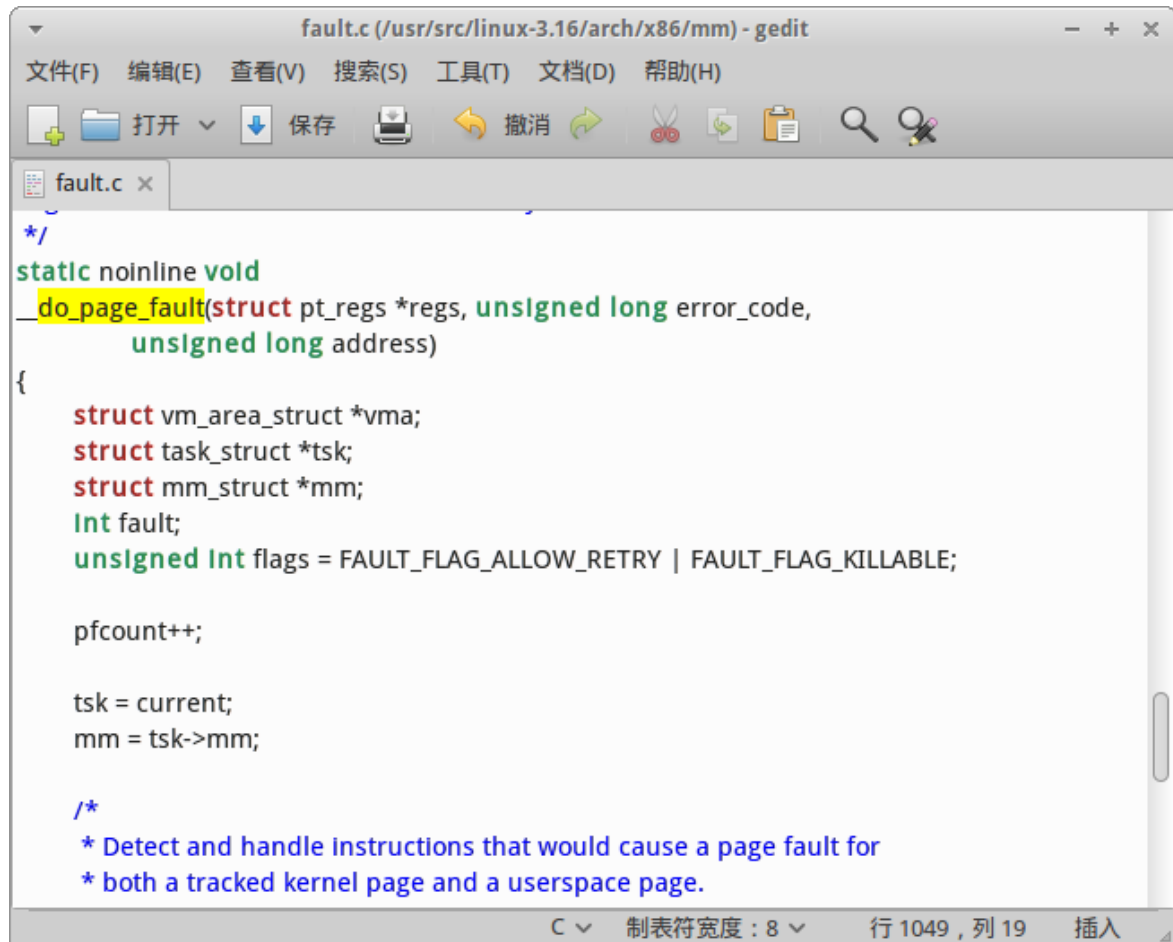 fault.c (/usr/src/linux-3.16/arch/x86/mm) - gedit
文件(F) 编辑(E) 查看(V) 搜索(S) 工具(T) 文档(D) 帮助(H)
打开 保存 撤消
fault.c
*/
static noinline void
__do_page_fault(struct pt_regs *regs, unsigned long error_code,
unsigned long address)
{
struct vm_area_struct *vma;
struct task_struct *tsk;
struct mm_struct *mm;
int fault;
unsigned int flags = FAULT_FLAG_ALLOW_RETRY | FAULT_FLAG_KILLABLE;
pfcount++;
tsk = current;
mm = tsk->mm;
/*
* Detect and handle instructions that would cause a page fault for
* both a tracked kernel page and a userspace page.
C 制表符宽度：8 行 1049，列 19 插入